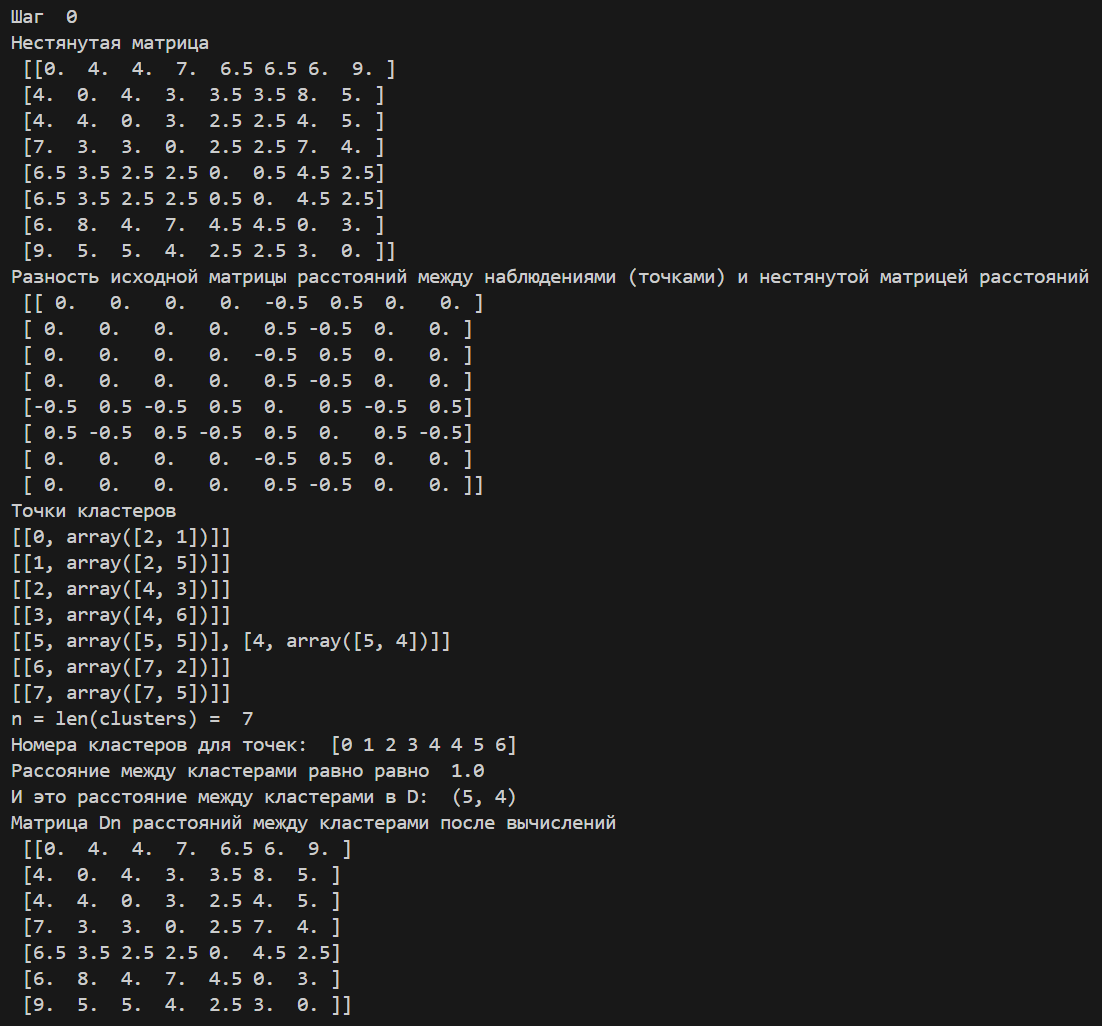 Шаг  0
Нестянутая матрица
 [[0.  4.  4.  7.  6.5 6.5 6.  9. ]
 [4.  0.  4.  3.  3.5 3.5 8.  5. ]
 [4.  4.  0.  3.  2.5 2.5 4.  5. ]
 [7.  3.  3.  0.  2.5 2.5 7.  4. ]
 [6.5 3.5 2.5 2.5 0.  0.5 4.5 2.5]
 [6.5 3.5 2.5 2.5 0.5 0.  4.5 2.5]
 [6.  8.  4.  7.  4.5 4.5 0.  3. ]
 [9.  5.  5.  4.  2.5 2.5 3.  0. ]]
Разность исходной матрицы расстояний между наблюдениями (точками) и нестянутой матрицей расстояний
 [[ 0.   0.   0.   0.  -0.5  0.5  0.   0. ]
 [ 0.   0.   0.   0.   0.5 -0.5  0.   0. ]
 [ 0.   0.   0.   0.  -0.5  0.5  0.   0. ]
 [ 0.   0.   0.   0.   0.5 -0.5  0.   0. ]
 [-0.5  0.5 -0.5  0.5  0.   0.5 -0.5  0.5]
 [ 0.5 -0.5  0.5 -0.5  0.5  0.   0.5 -0.5]
 [ 0.   0.   0.   0.  -0.5  0.5  0.   0. ]
 [ 0.   0.   0.   0.   0.5 -0.5  0.   0. ]]
Точки кластеров
[[0, array([2, 1])]]
[[1, array([2, 5])]]
[[2, array([4, 3])]]
[[3, array([4, 6])]]
[[5, array([5, 5])], [4, array([5, 4])]]
[[6, array([7, 2])]]
[[7, array([7, 5])]]
n = len(clusters) =  7
Номера кластеров для точек:  [0 1 2 3 4 4 5 6]
Рассояние между кластерами равно равно  1.0
И это расстояние между кластерами в D:  (5, 4)
Матрица Dn расстояний между кластерами после вычислений
 [[0.  4.  4.  7.  6.5 6.  9. ]
 [4.  0.  4.  3.  3.5 8.  5. ]
 [4.  4.  0.  3.  2.5 4.  5. ]
 [7.  3.  3.  0.  2.5 7.  4. ]
 [6.5 3.5 2.5 2.5 0.  4.5 2.5]
 [6.  8.  4.  7.  4.5 0.  3. ]
 [9.  5.  5.  4.  2.5 3.  0. ]]